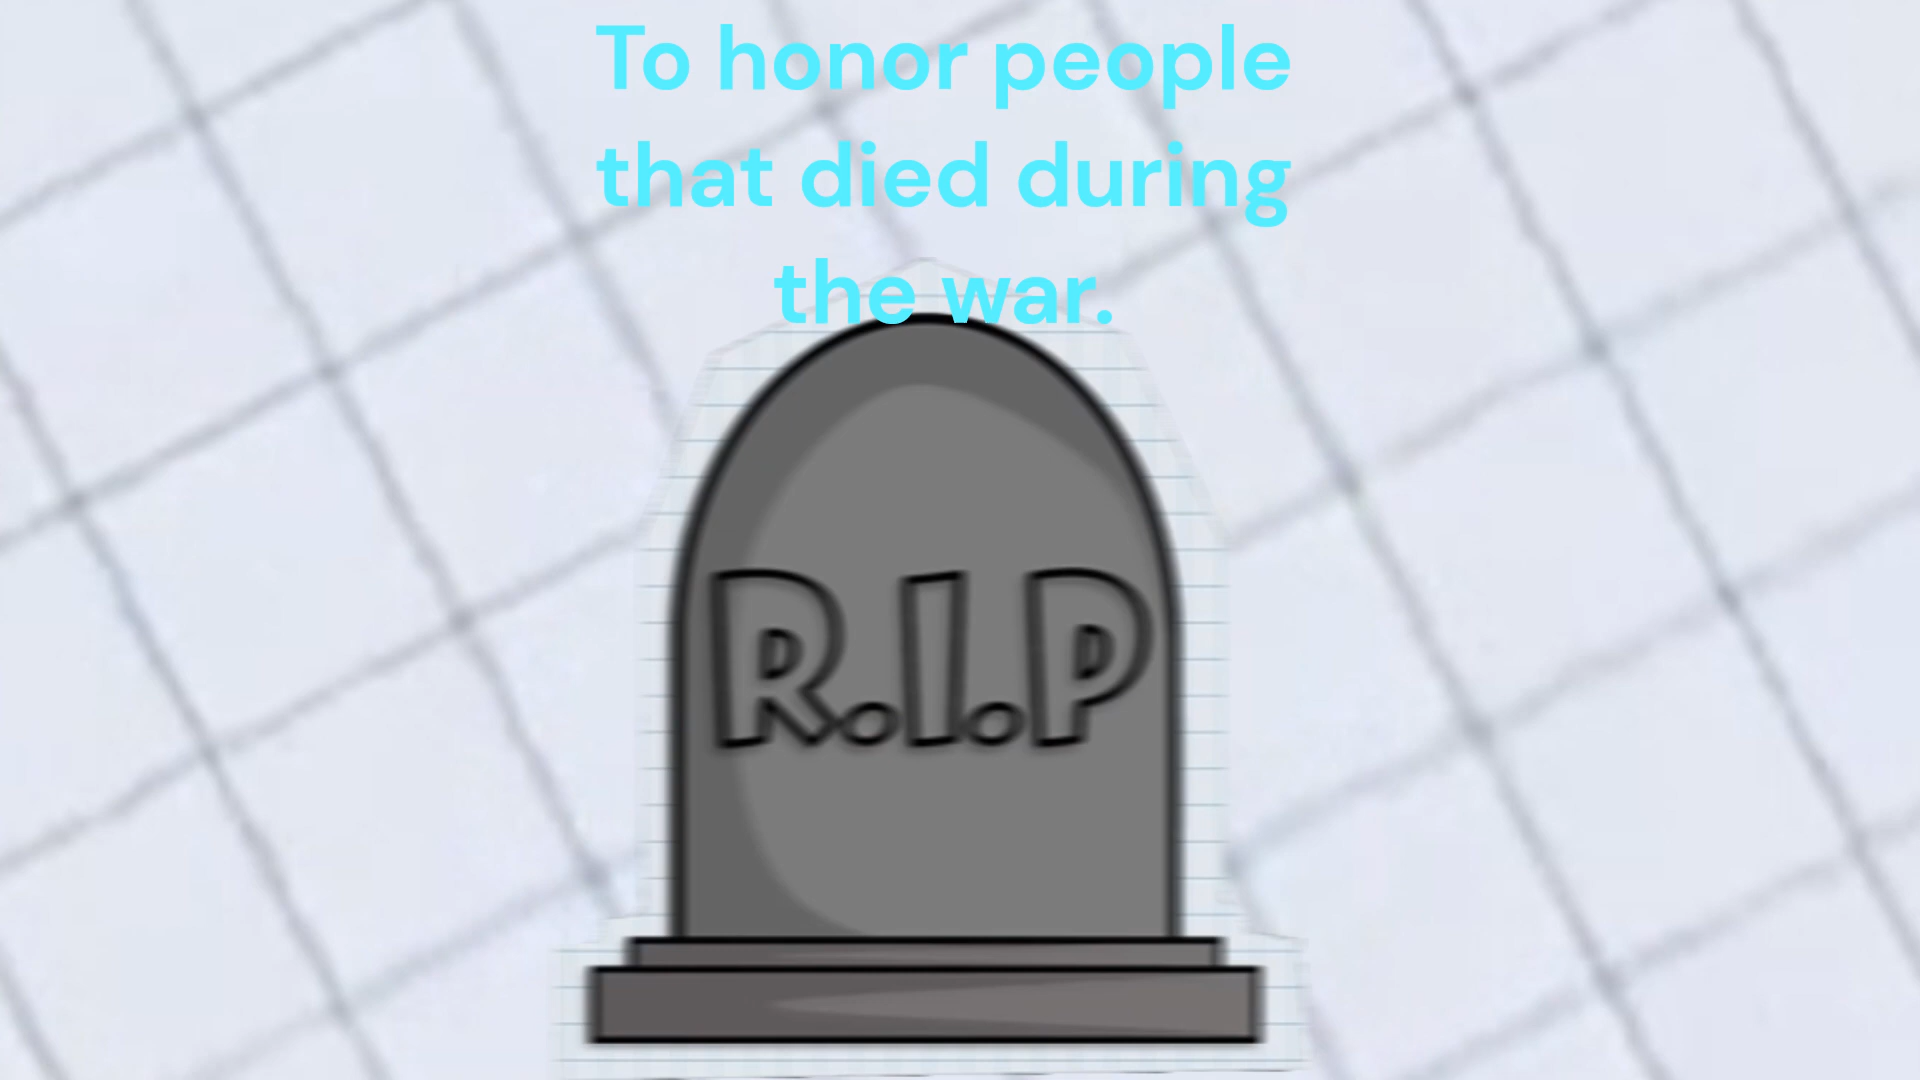 To honor people
that died during
the war.
R.I.P